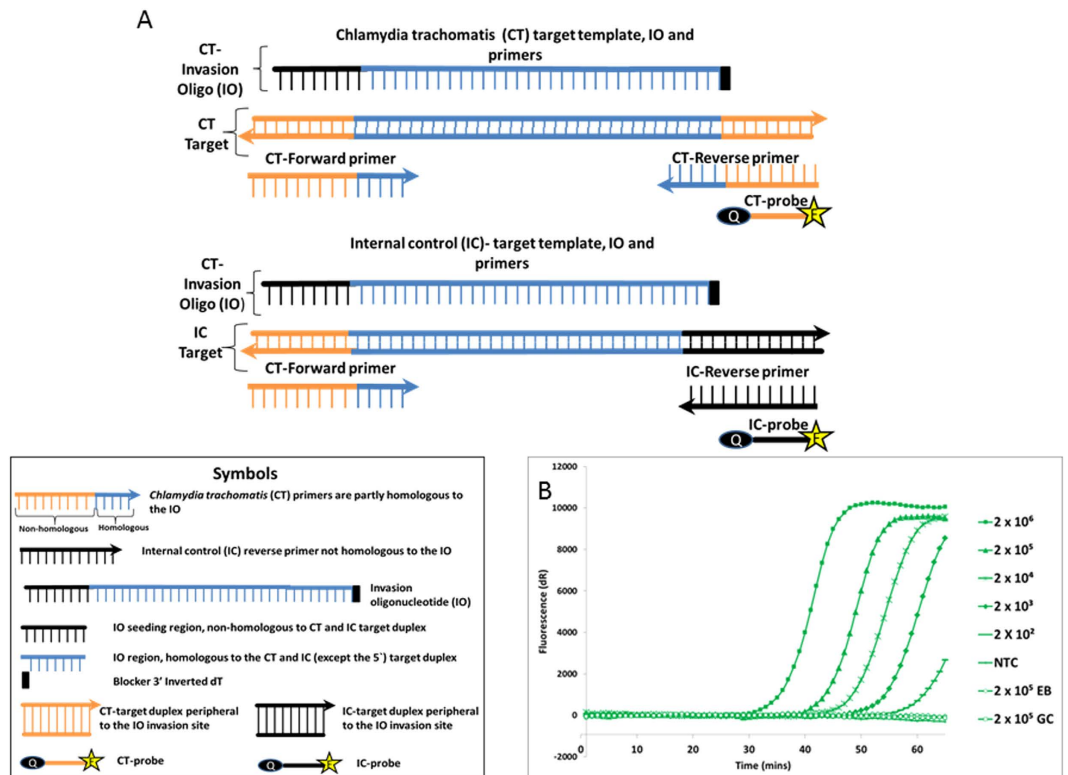 A
Chlamydia trachomatis (CT) target template, IO and
primers
CT-
Invasion
Oligo (IO)
CT
Target
CT-Forward primer
CT-Reverse primer
CT-probe
Q
F
Internal control (IC)- target template, IO and
primers
CT-
Invasion
Oligo (IO)
IC
Target
CT-Forward primer
IC-Reverse primer
IC-probe
Q
F
Symbols
Chlamydia trachomatis (CT) primers are partly homologous to
the IO
Non-homologous
Homologous
Internal control (IC) reverse primer not homologous to the IO
Invasion
oligonucleotide (IO)
IO seeding region, non-homologous to CT and IC target duplex
IO region, homologous to the CT and IC (except the 5`) target duplex
Blocker 3' Inverted dT
CT-target duplex peripheral
to the IO invasion site
IC-target duplex peripheral
to the IO invasion site
Q
F
CT-probe
Q
F
IC-probe
B
12000
10000
8000
6000
4000
2000
0
-2000
Fluorescence (dR)
0
10
20
30
40
50
60
Time (mins)
2 x 10⁶
2 x 10⁵
2 x 10⁴
2 x 10³
2 X 10²
NTC
2 x 10⁵ EB
2 x 10⁵ GC